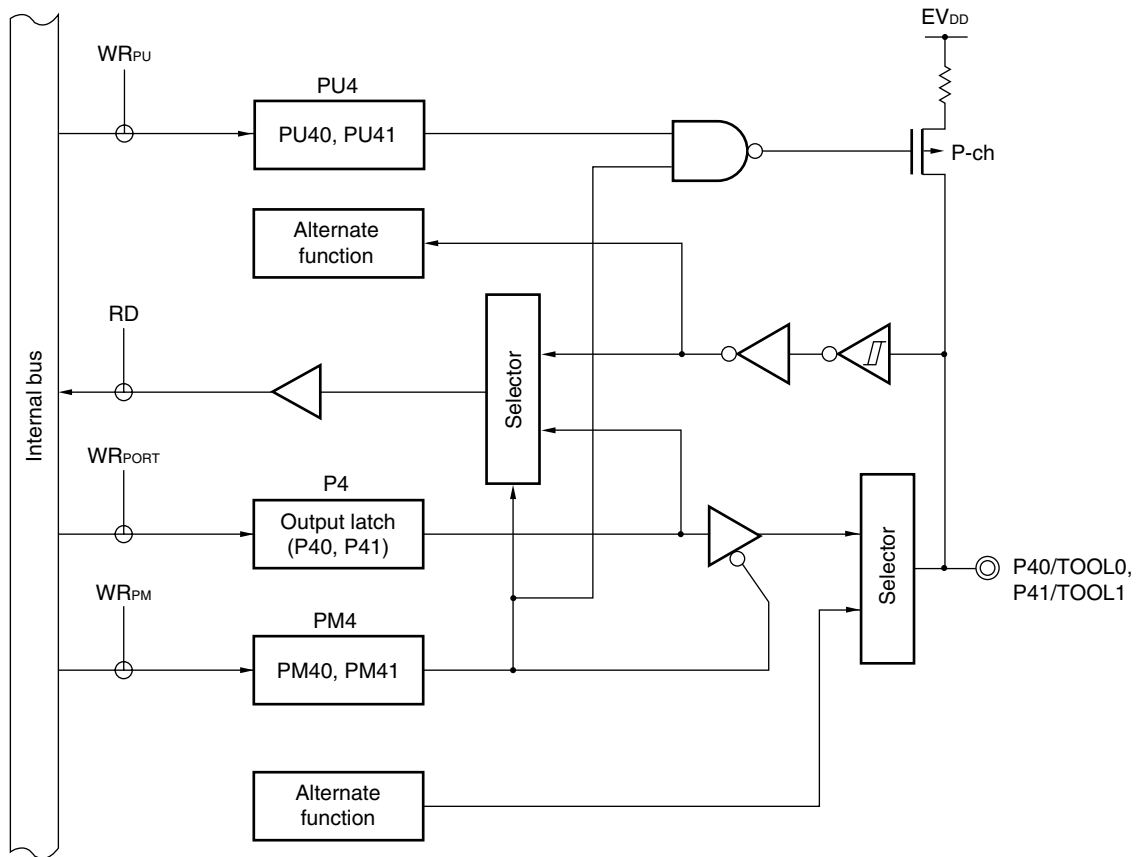 EVDD
WRPU
PU4
PU40, PU41
P-ch
Alternate
function
RD
Internal bus
Selector
WRPORT
P4
Output latch
(P40, P41)
Selector
P40/TOOL0,
P41/TOOL1
WRPM
PM4
PM40, PM41
Alternate
function